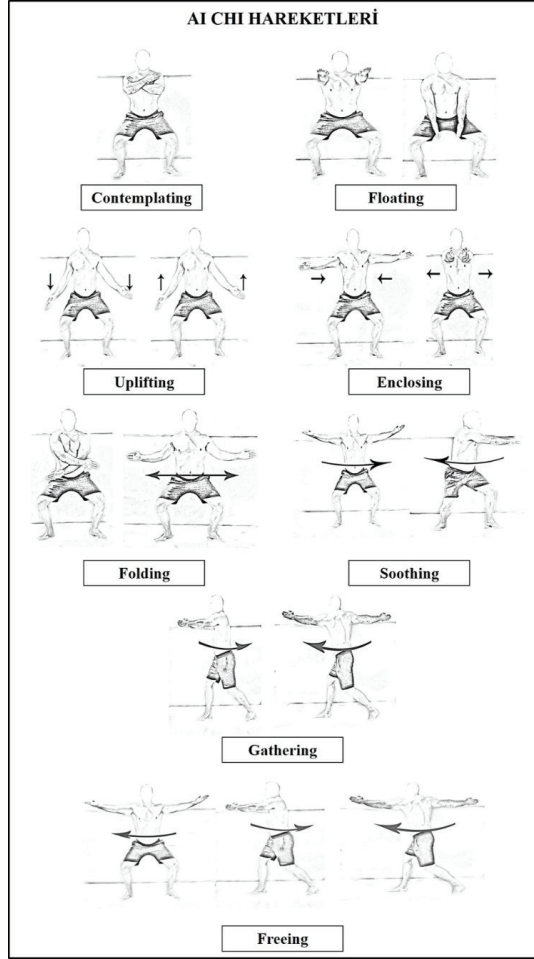 AI CHI HAREKETLERİ
Contemplating
Floating
Uplifting
Enclosing
Folding
Soothing
Gathering
Freeing